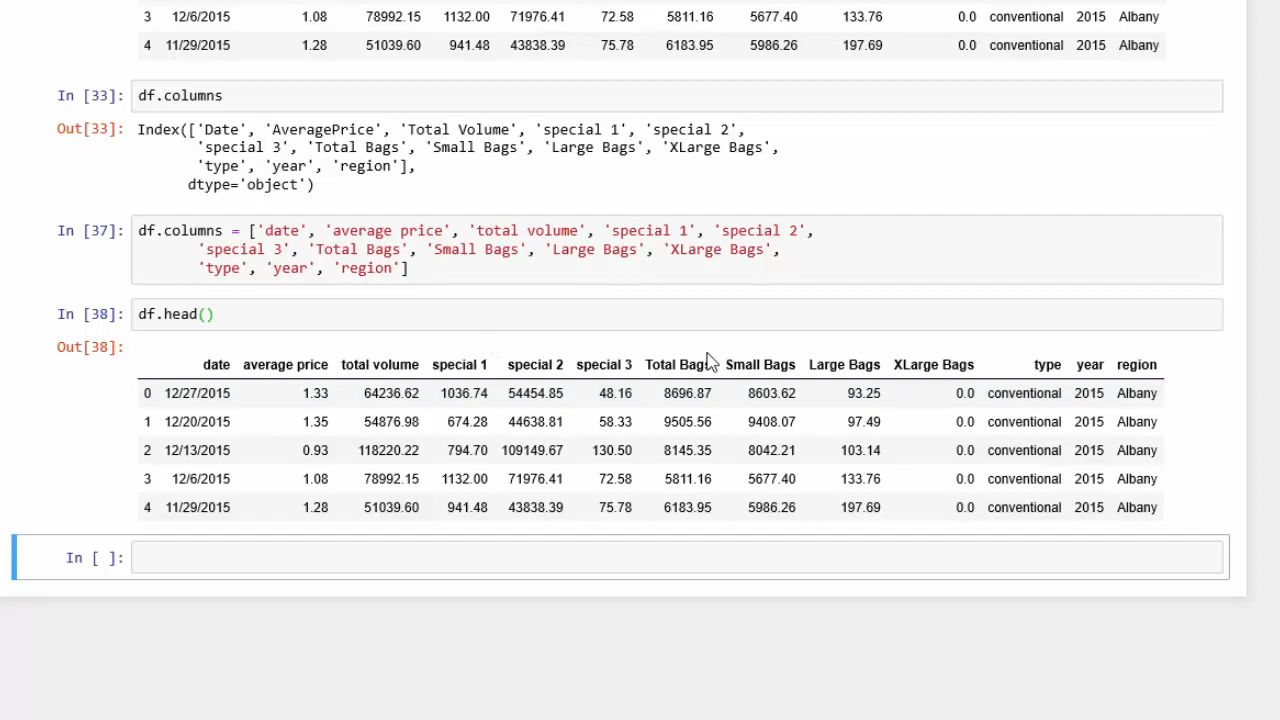 3 12/6/2015 1.08 78992.15 1132.00 71976.41 72.58 5811.16 5677.40 133.76 0.0 conventional 2015 Albany
4 11/29/2015 1.28 51039.60 941.48 43838.39 75.78 6183.95 5986.26 197.69 0.0 conventional 2015 Albany
In [33]: df.columns
Out[33]: Index(['Date', 'AveragePrice', 'Total Volume', 'special 1', 'special 2',
'special 3', 'Total Bags', 'Small Bags', 'Large Bags', 'XLarge Bags',
'type', 'year', 'region'],
dtype='object')
In [37]: df.columns = ['date', 'average price', 'total volume', 'special 1', 'special 2',
'special 3', 'Total Bags', 'Small Bags', 'Large Bags', 'XLarge Bags',
'type', 'year', 'region']
In [38]: df.head()
Out[38]:
date average price total volume special 1 special 2 special 3 Total Bags Small Bags Large Bags XLarge Bags type year region
0 12/27/2015 1.33 64236.62 1036.74 54454.85 48.16 8696.87 8603.62 93.25 0.0 conventional 2015 Albany
1 12/20/2015 1.35 54876.98 674.28 44638.81 58.33 9505.56 9408.07 97.49 0.0 conventional 2015 Albany
2 12/13/2015 0.93 118220.22 794.70 109149.67 130.50 8145.35 8042.21 103.14 0.0 conventional 2015 Albany
3 12/6/2015 1.08 78992.15 1132.00 71976.41 72.58 5811.16 5677.40 133.76 0.0 conventional 2015 Albany
4 11/29/2015 1.28 51039.60 941.48 43838.39 75.78 6183.95 5986.26 197.69 0.0 conventional 2015 Albany
In [ ]: